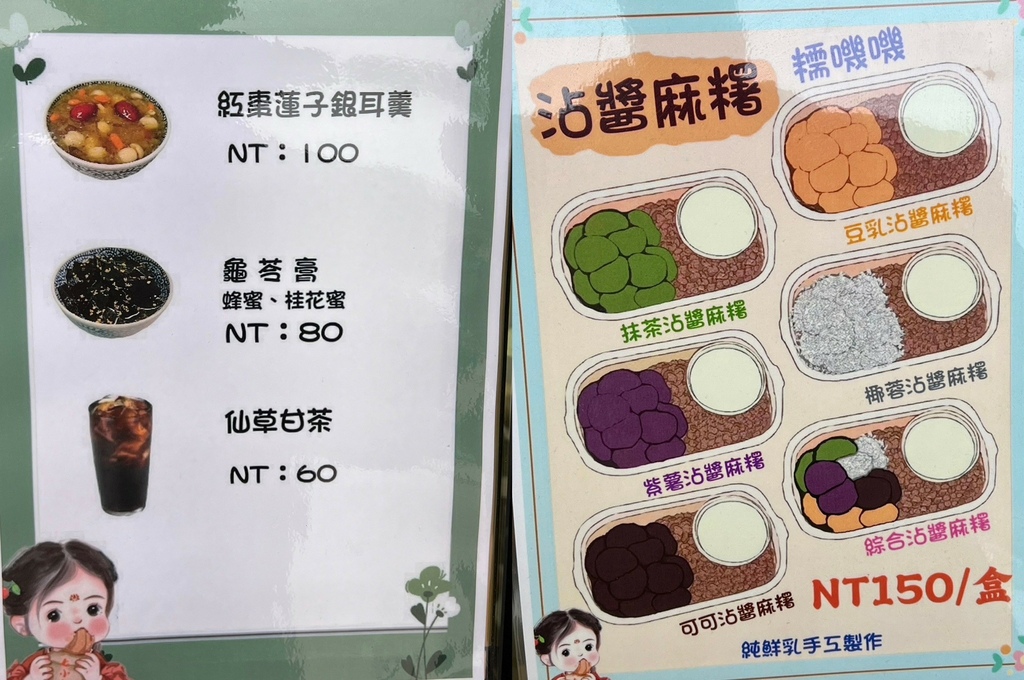 紅棗蓮子銀耳羹
NT：100
龜苓膏
蜂蜜、桂花蜜
NT：80
仙草甘茶
NT：60
糯嘰嘰
沾醬麻糬
豆乳沾醬麻糬
抹茶沾醬麻糬
椰蓉沾醬麻糬
紫薯沾醬麻糬
綜合沾醬麻糬
可可沾醬麻糬
NT150/盒
純鮮乳手工製作